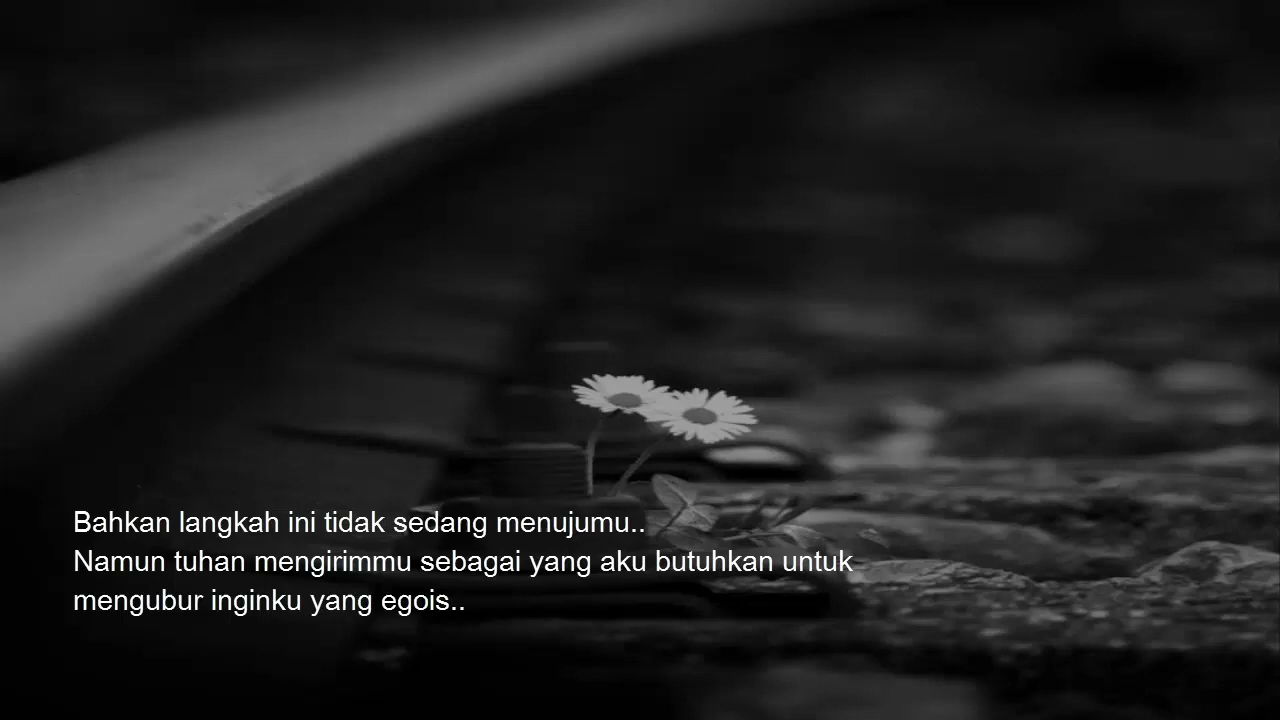 Bahkan langkah ini tidak sedang menujumu..
Namun tuhan mengirimmu sebagai yang aku butuhkan untuk
mengubur inginku yang egois..